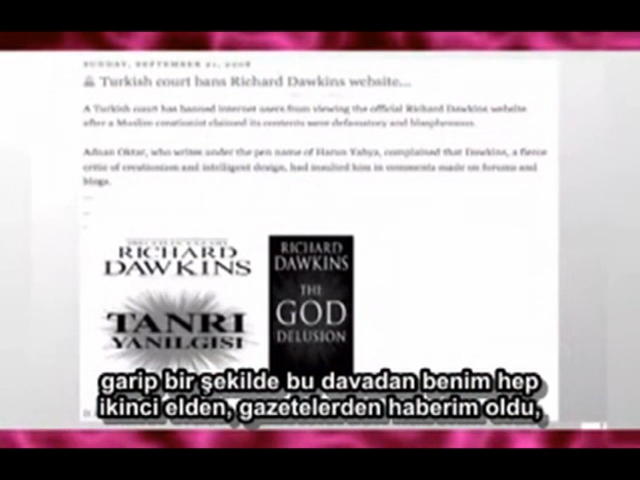 SUNDAY, SEPTEMBER 21, 2008
Turkish court bans Richard Dawkins website...
A Turkish court has banned internet users from viewing the official Richard Dawkins website
after a Muslim creationist claimed its contents were defamatory and blasphemous.
Adnan Oktar, who writes under the pen name of Harun Yahya, complained that Dawkins, a fierce
critic of creationism and intelligent design, had insulted him in comments made on forums and
blogs.
RICHARD
DAWKINS
TANRI
YANILGISI
RICHARD
DAWKINS
THE
GOD
DELUSION
garip bir şekilde bu davadan benim hep
ikinci elden, gazetelerden haberim oldu,